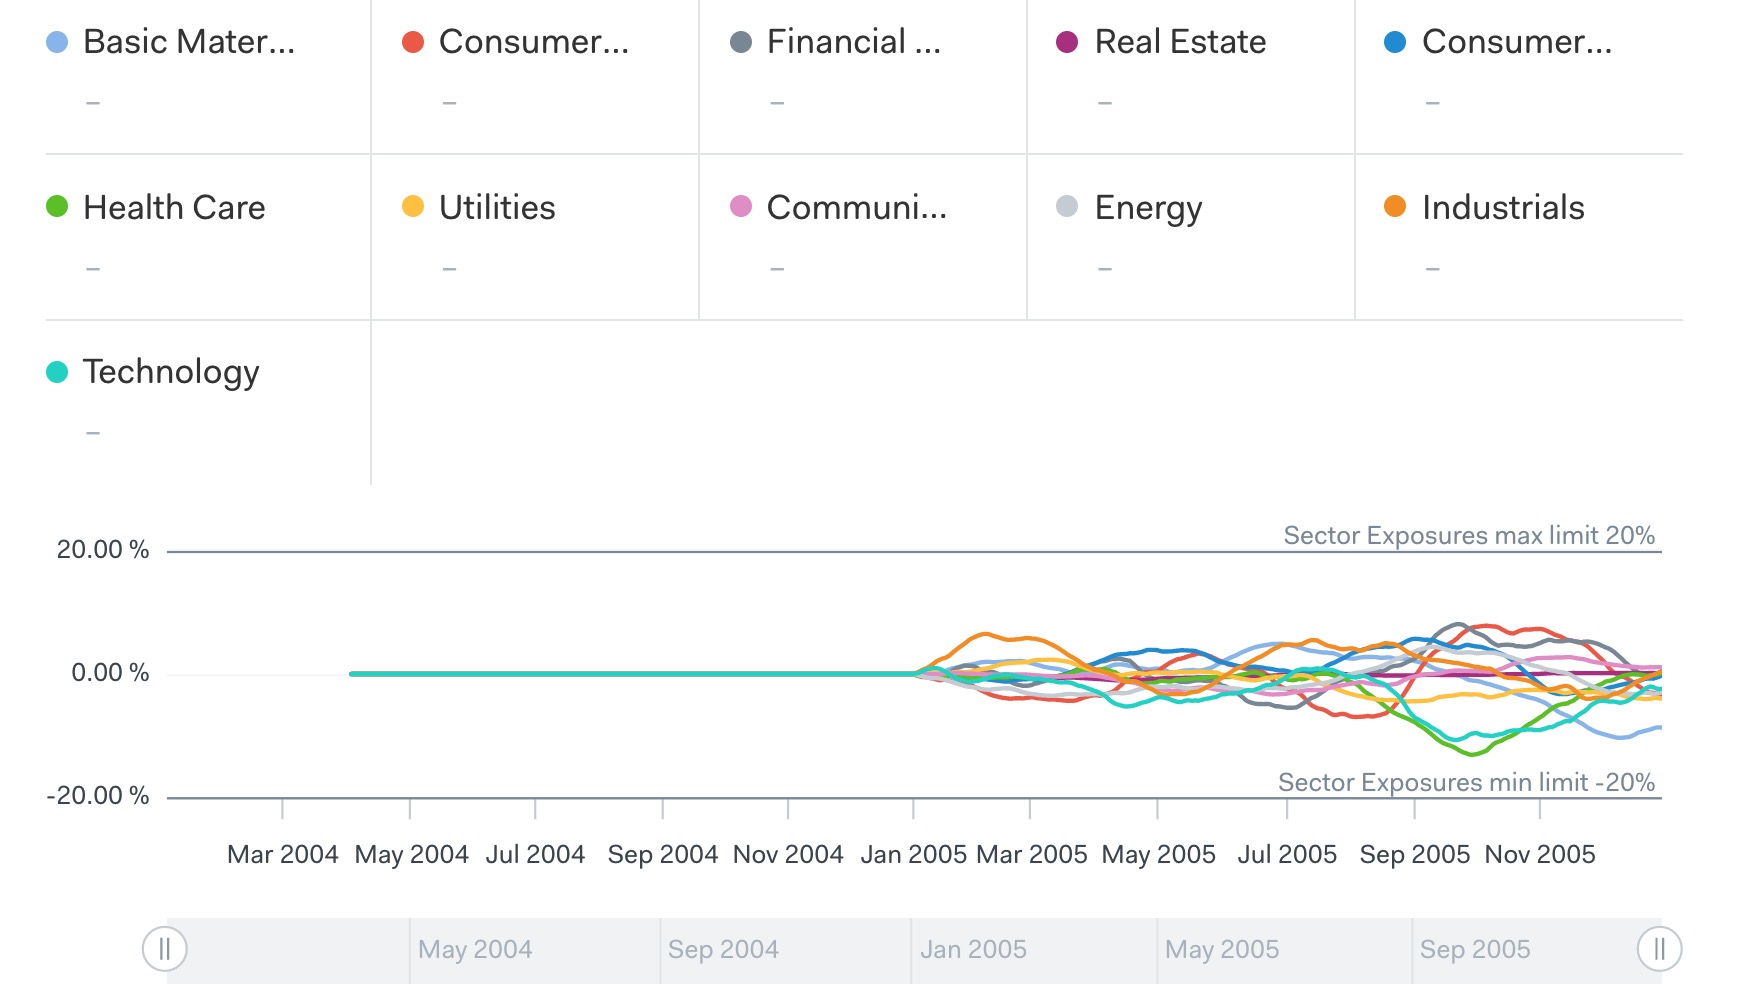 Basic Mater... Consumer... Financial ... Real Estate Consumer...
– – – – –
Health Care Utilities Communi... Energy Industrials
– – – – –
Technology
–
Sector Exposures max limit 20%
20.00 %
0.00 %
Sector Exposures min limit -20%
-20.00 %
Mar 2004 May 2004 Jul 2004 Sep 2004 Nov 2004 Jan 2005 Mar 2005 May 2005 Jul 2005 Sep 2005 Nov 2005
May 2004 Sep 2004 Jan 2005 May 2005 Sep 2005